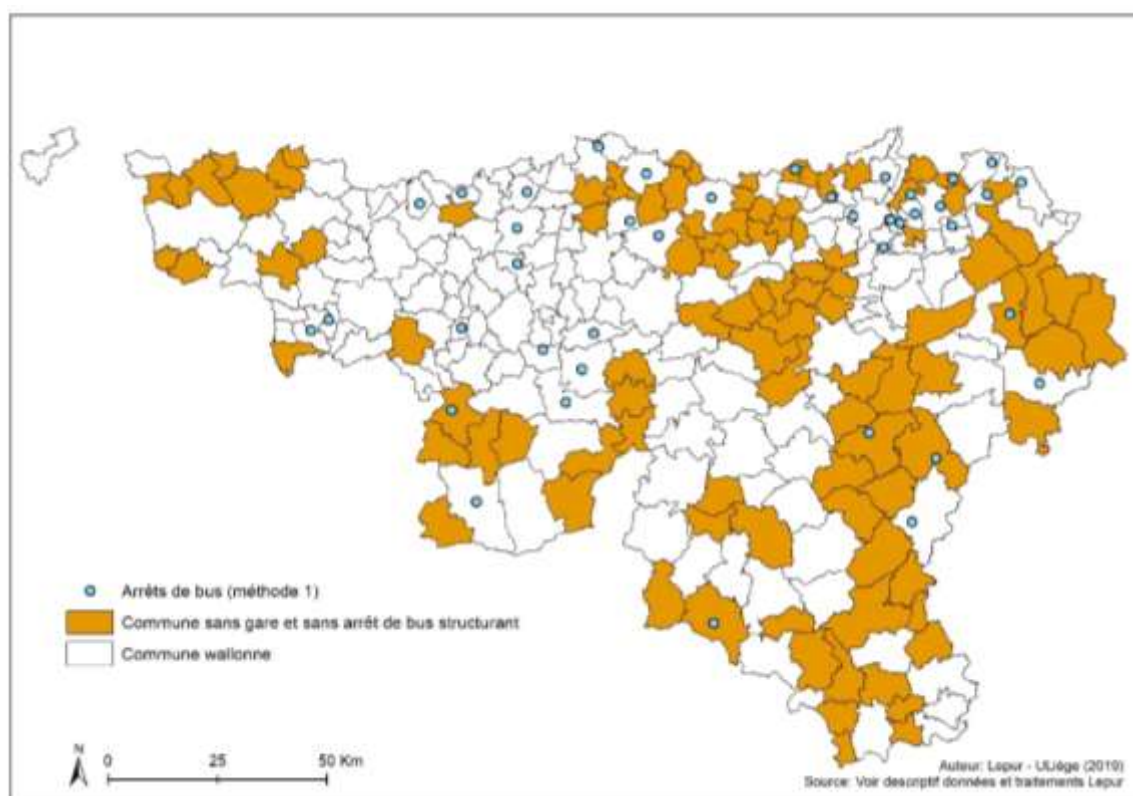 Arrêts de bus (méthode 1)
Commune sans gare et sans arrêt de bus structurant
Commune wallonne
N
0 25 50 Km
Auteur: Lepur - ULiège (2019)
Source: Voir descriptif données et traitements Lepur